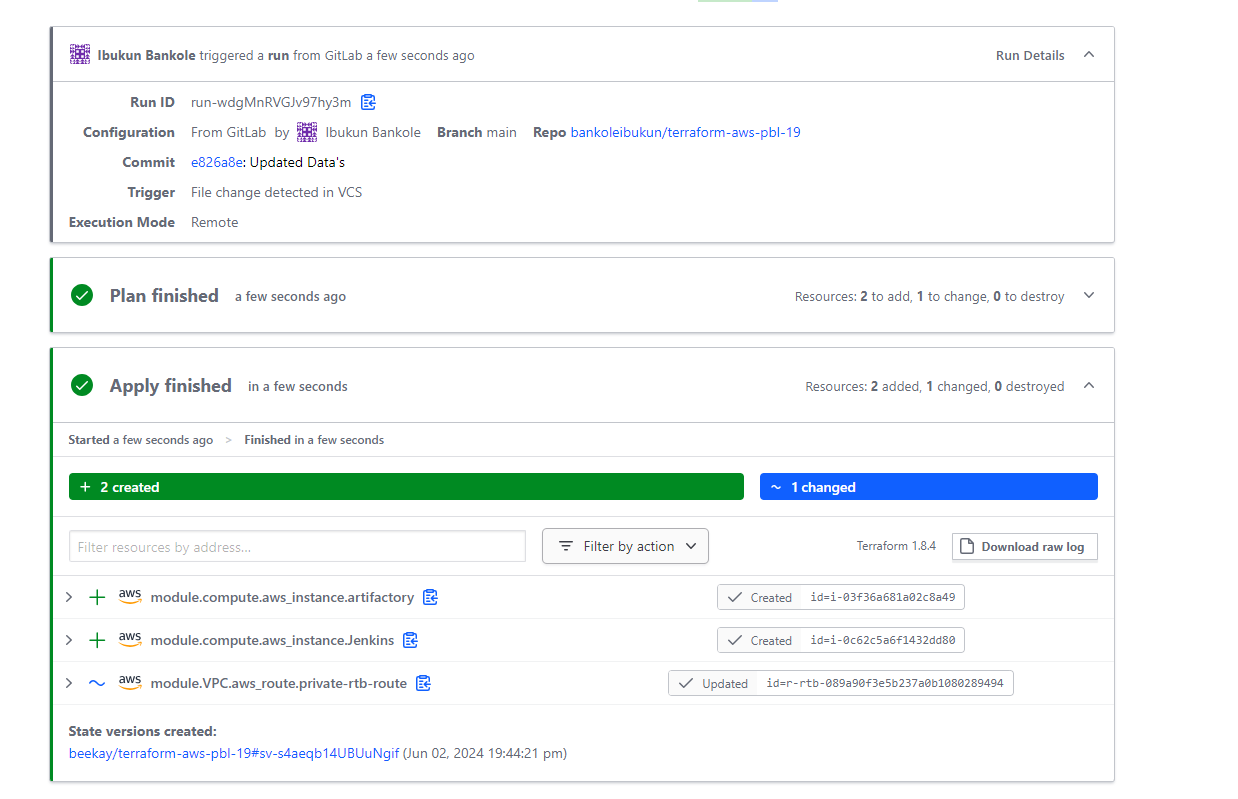 Ibukun Bankole triggered a run from GitLab a few seconds ago Run Details
Run ID run-wdgMnRVGJv97hy3m
Configuration From GitLab by Ibukun Bankole Branch main Repo bankoleibukun/terraform-aws-pbl-19
Commit e826a8e: Updated Data's
Trigger File change detected in VCS
Execution Mode Remote
Plan finished a few seconds ago Resources: 2 to add, 1 to change, 0 to destroy
Apply finished in a few seconds Resources: 2 added, 1 changed, 0 destroyed
Started a few seconds ago > Finished in a few seconds
+ 2 created ~ 1 changed
Filter resources by address... Filter by action Terraform 1.8.4 Download raw log
aws module.compute.aws_instance.artifactory Created id=i-03f36a681a02c8a49
aws module.compute.aws_instance.Jenkins Created id=i-0c62c5a6f1432dd80
aws module.VPC.aws_route.private-rtb-route Updated id=r-rtb-089a90f3e5b237a0b1080289494
State versions created:
beekay/terraform-aws-pbl-19#sv-s4aeqb14UBUuNgif (Jun 02, 2024 19:44:21 pm)